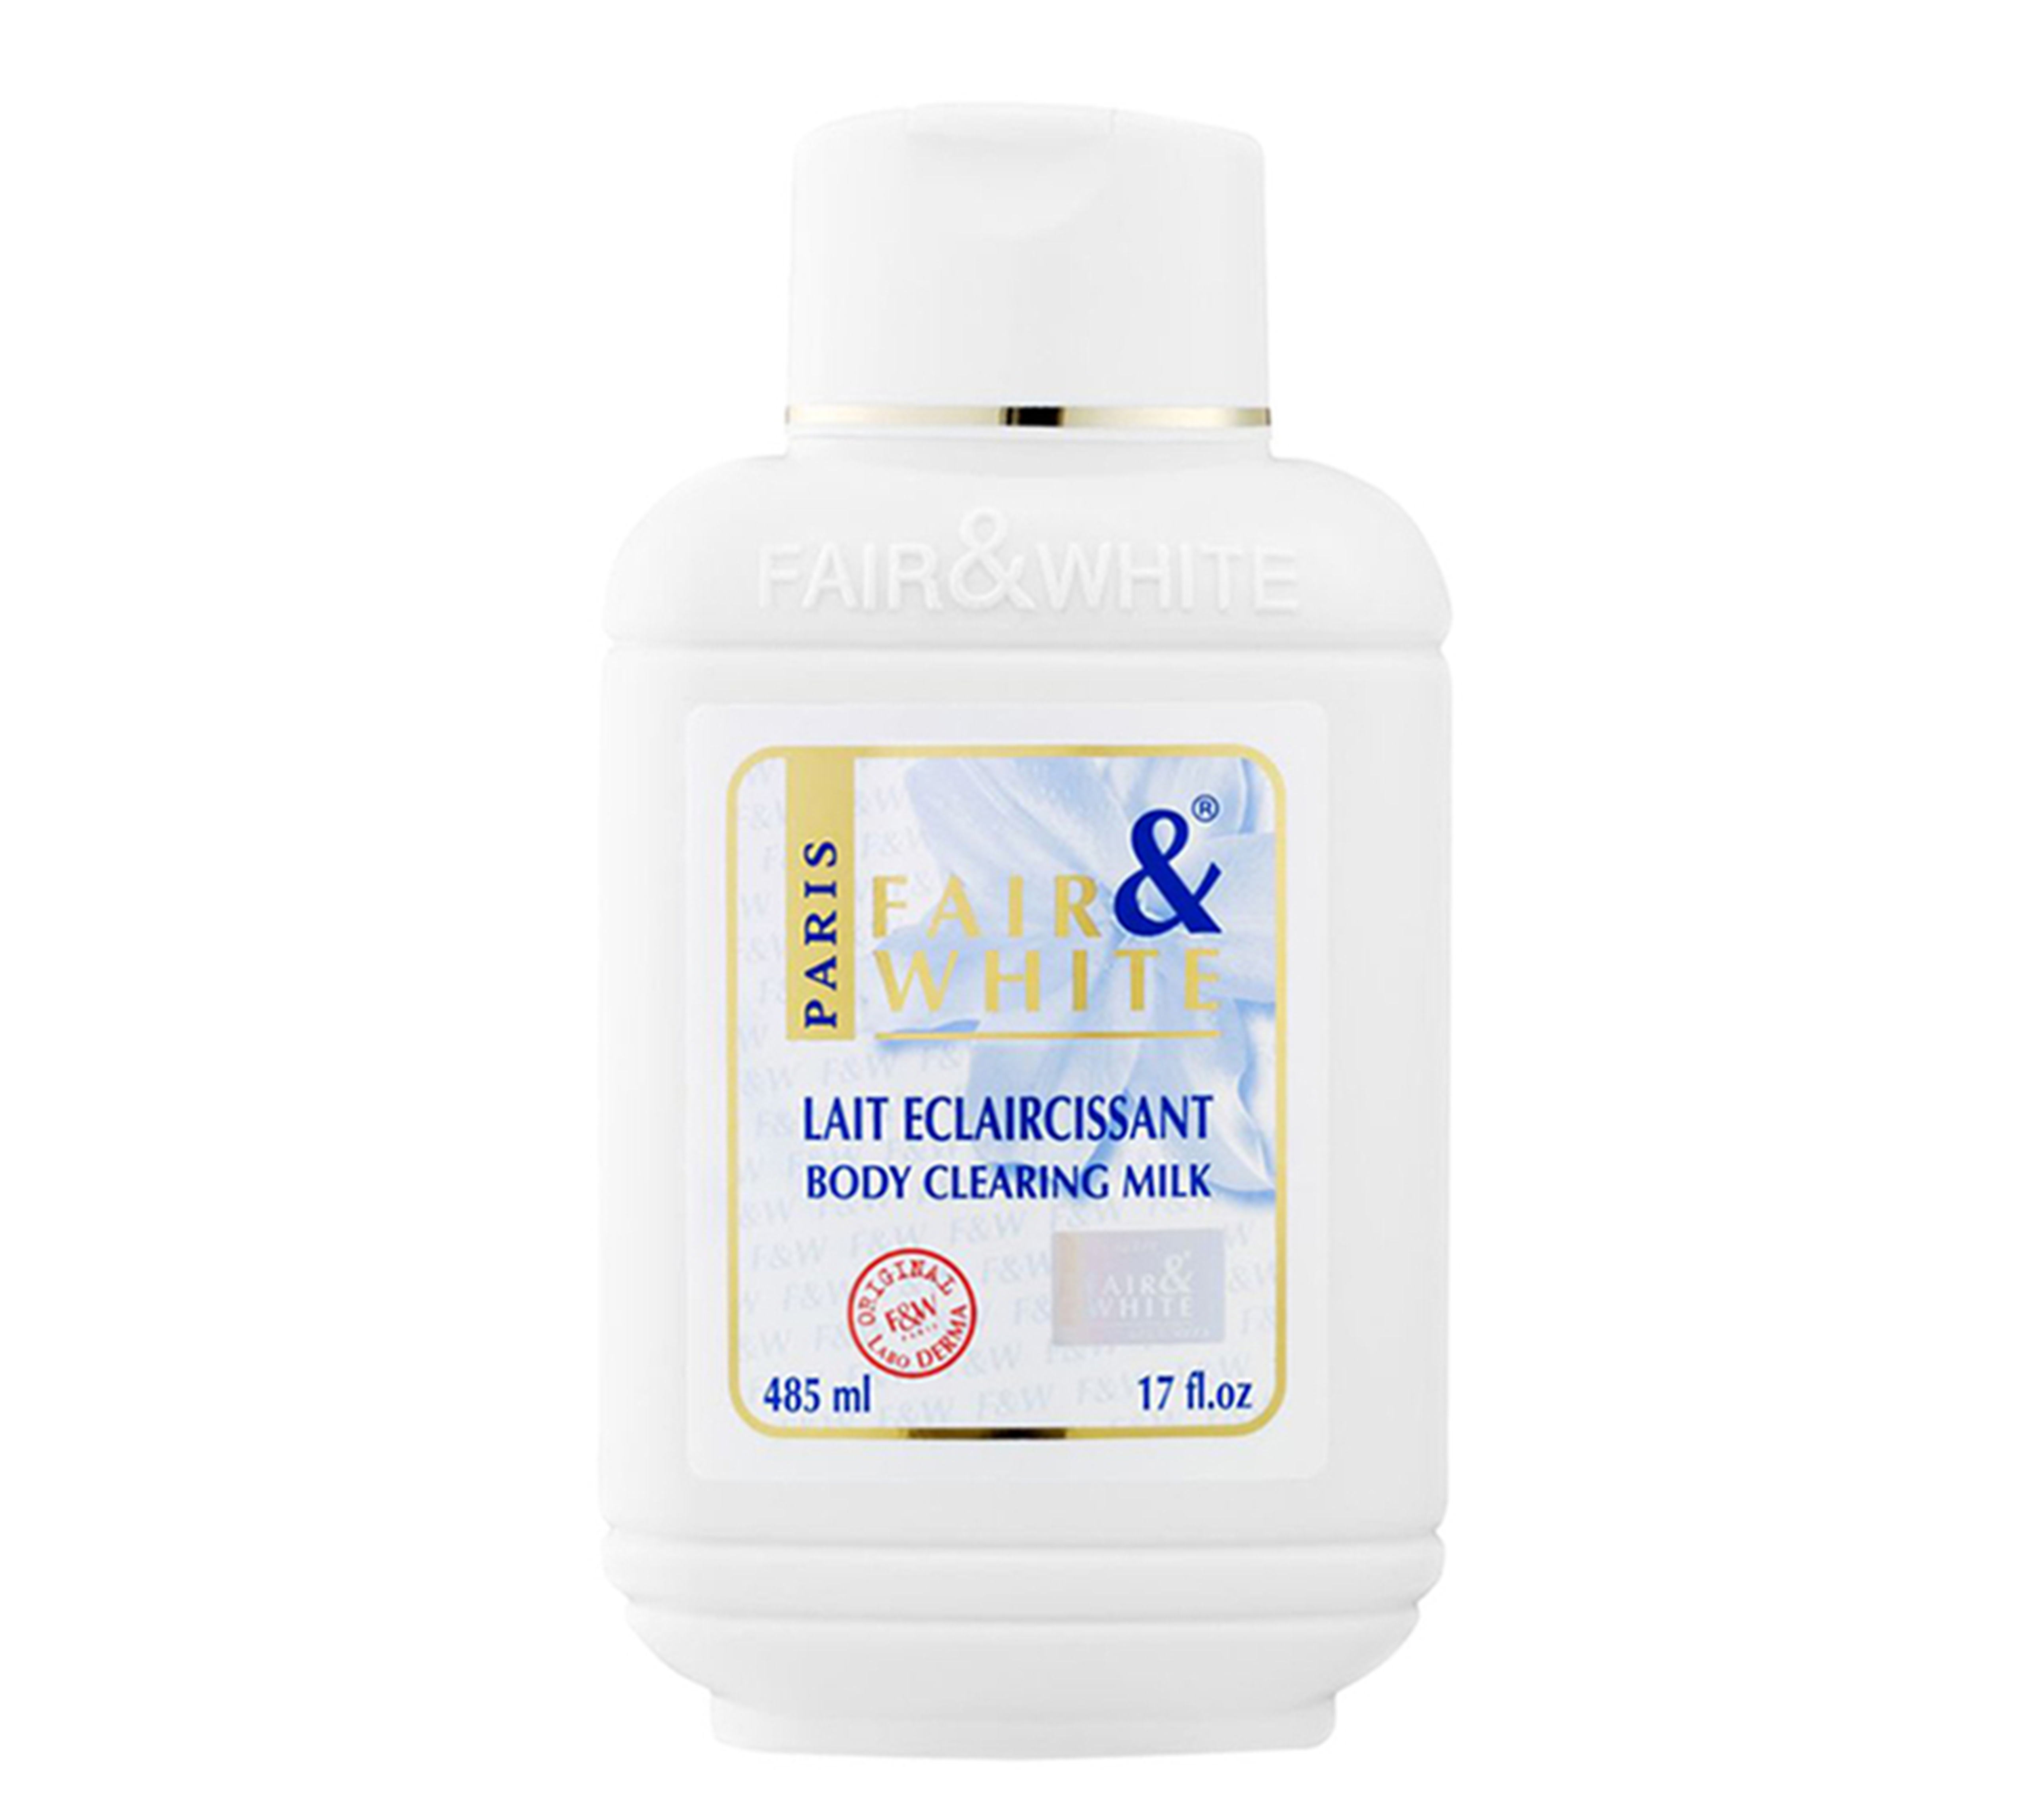 FAIR&WHITE
PARIS
FAIR&®
WHITE
LAIT ECLAIRCISSANT
BODY CLEARING MILK
ORIGINAL
F&W
PARIS
LABO DERMA
FAIR&
WHITE
485 ml
17 fl.oz